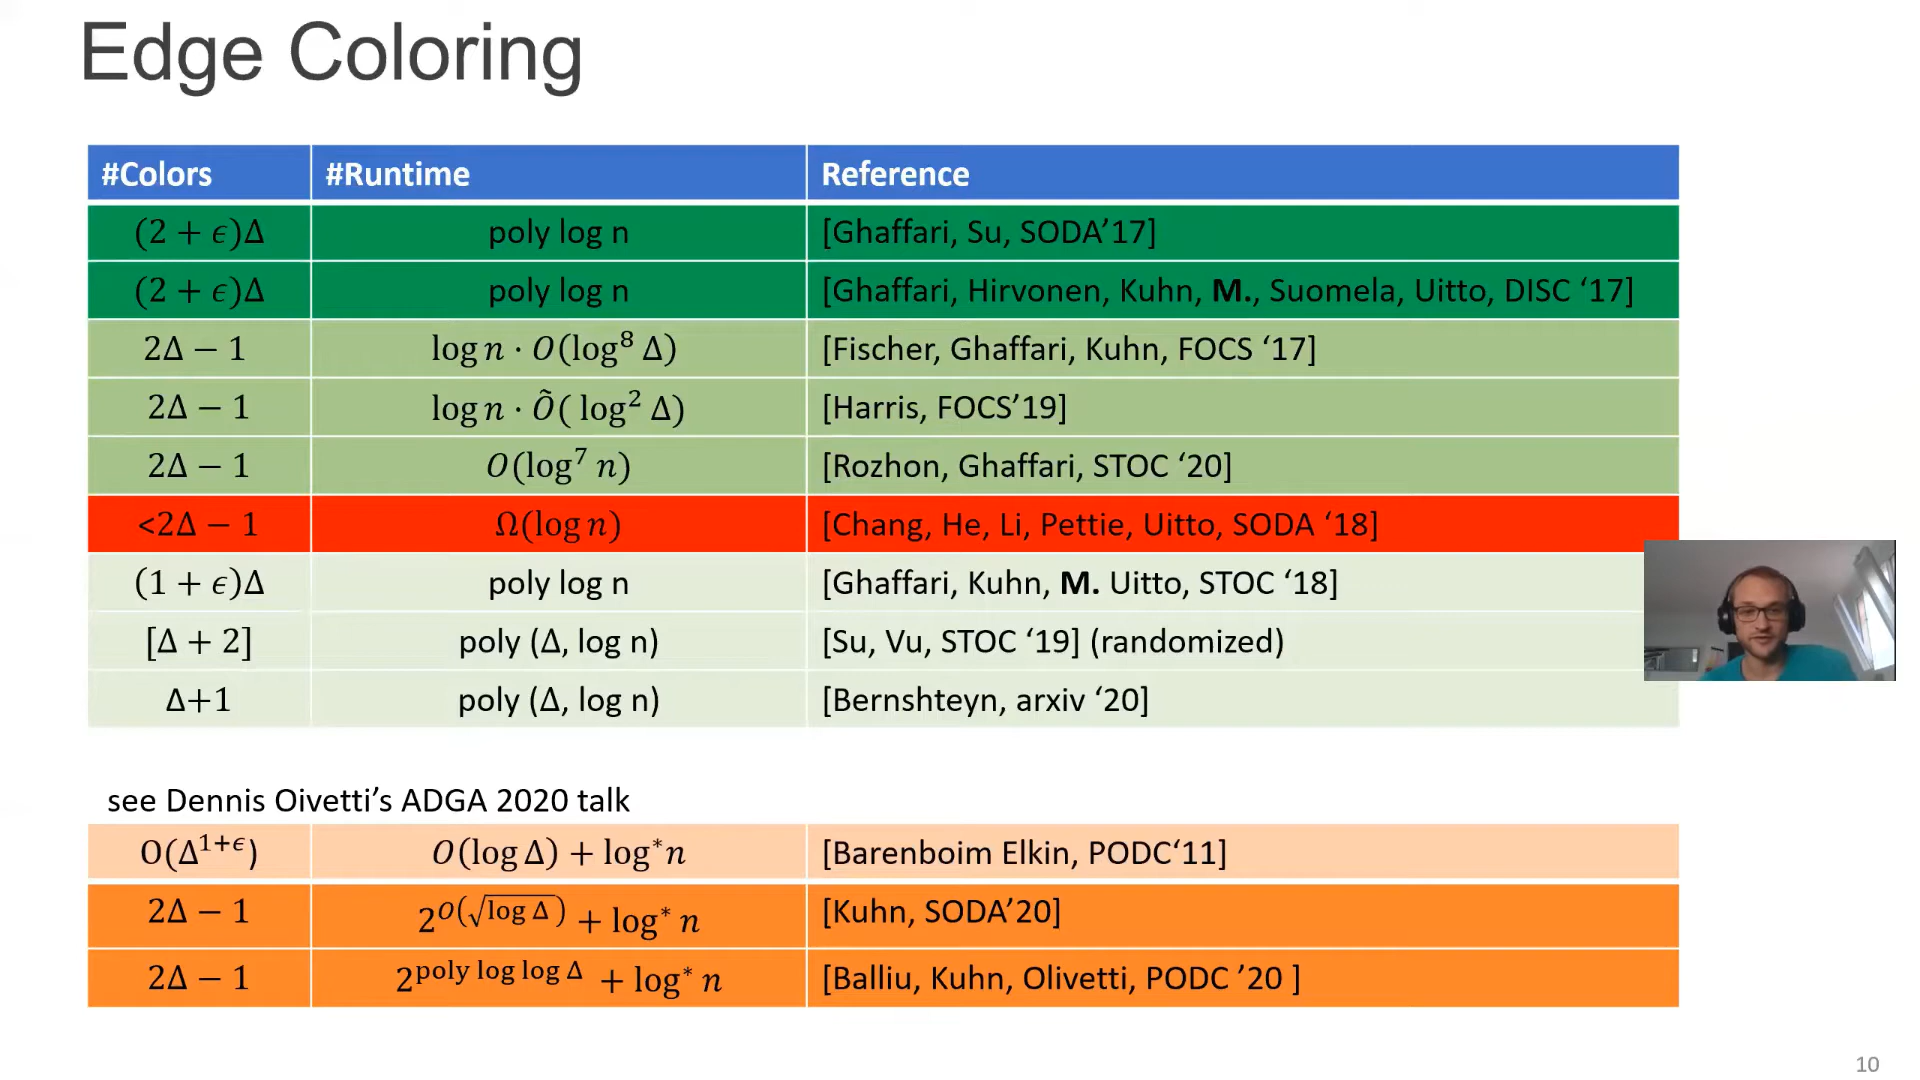 Edge Coloring
#Colors #Runtime Reference
(2 + ϵ)Δ poly log n [Ghaffari, Su, SODA’17]
(2 + ϵ)Δ poly log n [Ghaffari, Hirvonen, Kuhn, M., Suomela, Uitto, DISC ‘17]
2Δ − 1 log n · O(log⁸ Δ) [Fischer, Ghaffari, Kuhn, FOCS ‘17]
2Δ − 1 log n · Õ( log² Δ) [Harris, FOCS’19]
2Δ − 1 O(log⁷ n) [Rozhon, Ghaffari, STOC ‘20]
<2Δ − 1 Ω(log n) [Chang, He, Li, Pettie, Uitto, SODA ‘18]
(1 + ϵ)Δ poly log n [Ghaffari, Kuhn, M. Uitto, STOC ‘18]
[Δ + 2] poly (Δ, log n) [Su, Vu, STOC ‘19] (randomized)
Δ+1 poly (Δ, log n) [Bernshteyn, arxiv ‘20]
see Dennis Oivetti’s ADGA 2020 talk
O(Δ^{1+ϵ}) O(log Δ) + log*n [Barenboim Elkin, PODC‘11]
2Δ − 1 2^{O(√log Δ)} + log* n [Kuhn, SODA’20]
2Δ − 1 2^{poly log log Δ} + log* n [Balliu, Kuhn, Olivetti, PODC ’20 ]
10